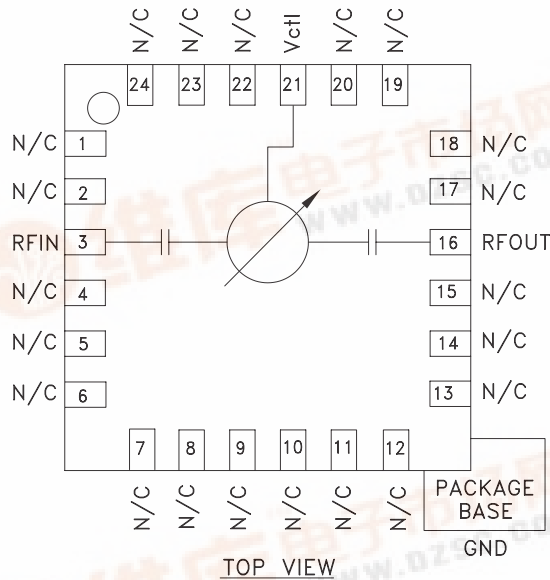 N/C N/C N/C Vctl N/C N/C
24 23 22 21 20 19
N/C 1 18 N/C
N/C 2 17 N/C
RFIN 3 16 RFOUT
N/C 4 15 N/C
N/C 5 14 N/C
N/C 6 13 N/C
7 8 9 10 11 12
N/C N/C N/C N/C N/C N/C
PACKAGE
BASE
GND
TOP VIEW